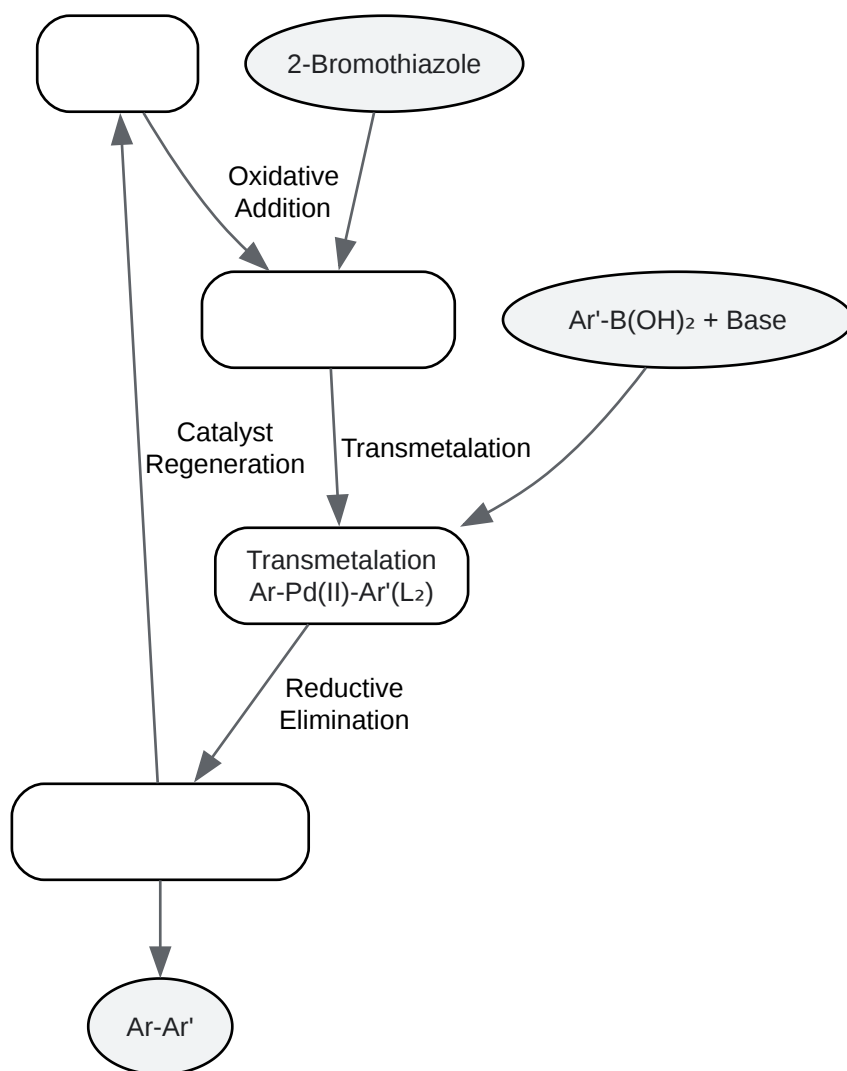 2-Bromothiazole
Oxidative
Addition
Ar'-B(OH)₂ + Base
Catalyst
Regeneration
Transmetalation
Transmetalation
Ar-Pd(II)-Ar'(L₂)
Reductive
Elimination
Ar-Ar'